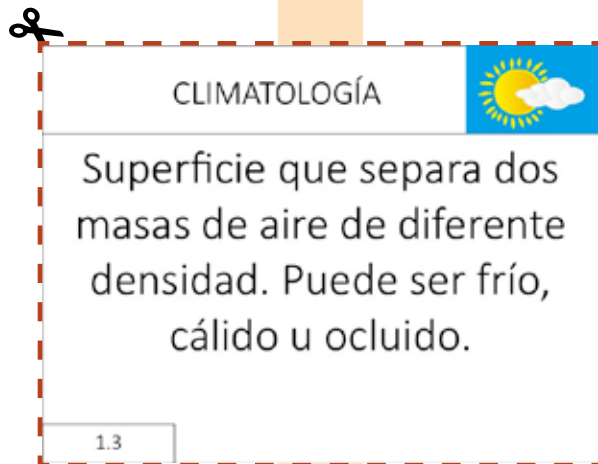 CLIMATOLOGÍA
Superficie que separa dos
masas de aire de diferente
densidad. Puede ser frío,
cálido u ocluido.
1.3